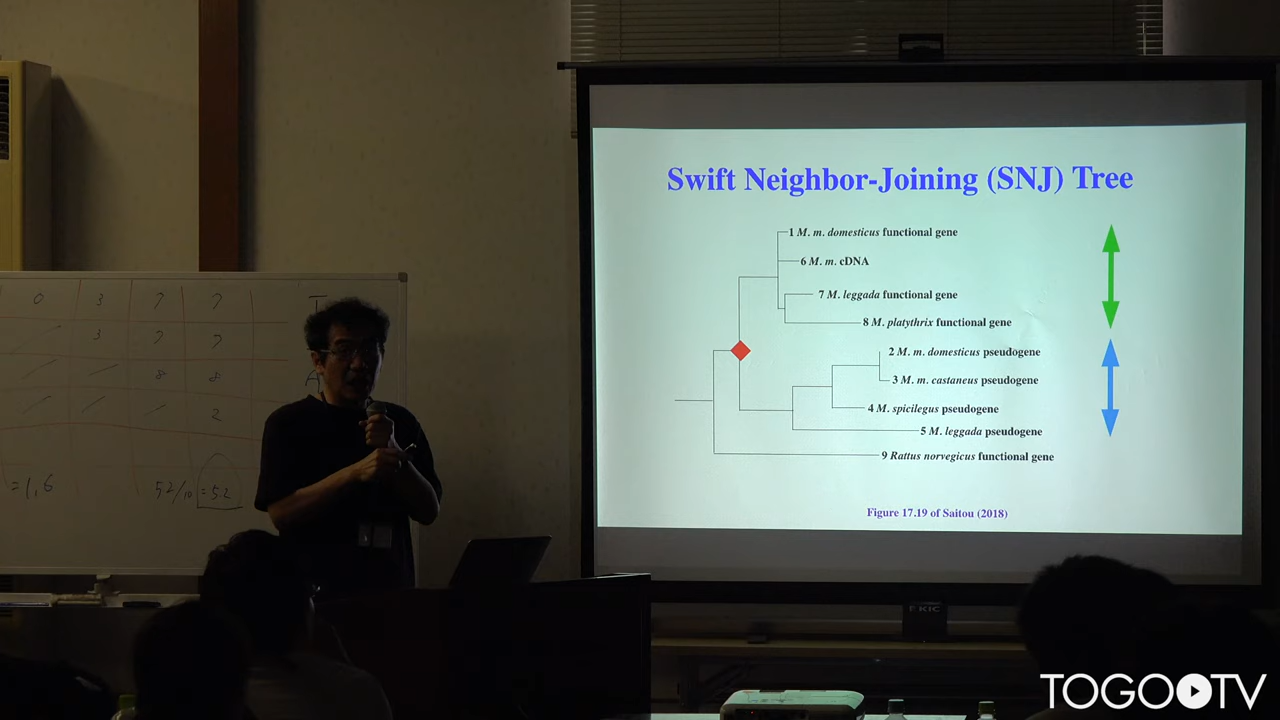 Swift Neighbor-Joining (SNJ) Tree
1 M. m. domesticus functional gene
6 M. m. cDNA
7 M. leggada functional gene
8 M. platythrix functional gene
2 M. m. domesticus pseudogene
3 M. m. castaneus pseudogene
4 M. spicilegus pseudogene
5 M. leggada pseudogene
9 Rattus norvegicus functional gene
Figure 17.19 of Saitou (2018)
0 3 7 7
3 7 7
8 8
2
=1,6 52/10 =5.2
KIC
TOGOTV